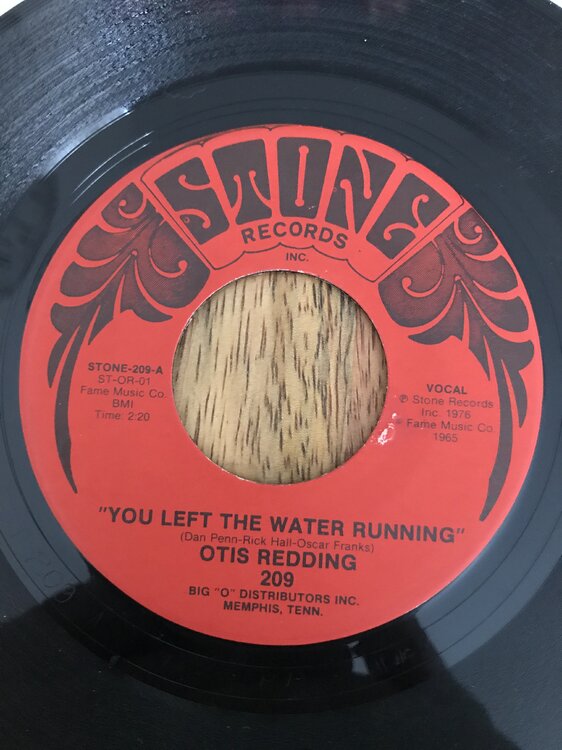 STONE
RECORDS
INC.
STONE-209-A
ST-OR-01
Fame Music Co.
BMI
Time: 2:20
VOCAL
℗ Stone Records
Inc. 1976
Fame Music Co.
1965
"YOU LEFT THE WATER RUNNING"
(Dan Penn-Rick Hall-Oscar Franks)
OTIS REDDING
209
BIG "O" DISTRIBUTORS INC.
MEMPHIS, TENN.